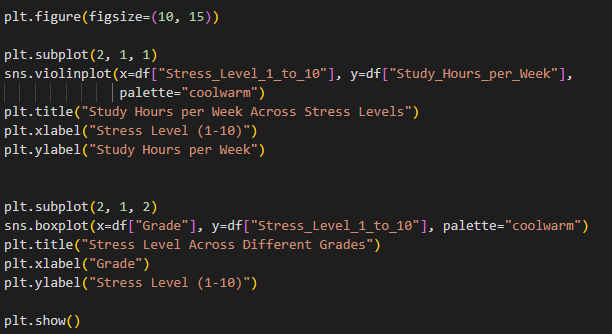 plt.figure(figsize=(10, 15))
plt.subplot(2, 1, 1)
sns.violinplot(x=df["Stress_Level_1_to_10"], y=df["Study_Hours_per_Week"],
palette="coolwarm")
plt.title("Study Hours per Week Across Stress Levels")
plt.xlabel("Stress Level (1-10)")
plt.ylabel("Study Hours per Week")
plt.subplot(2, 1, 2)
sns.boxplot(x=df["Grade"], y=df["Stress_Level_1_to_10"], palette="coolwarm")
plt.title("Stress Level Across Different Grades")
plt.xlabel("Grade")
plt.ylabel("Stress Level (1-10)")
plt.show()